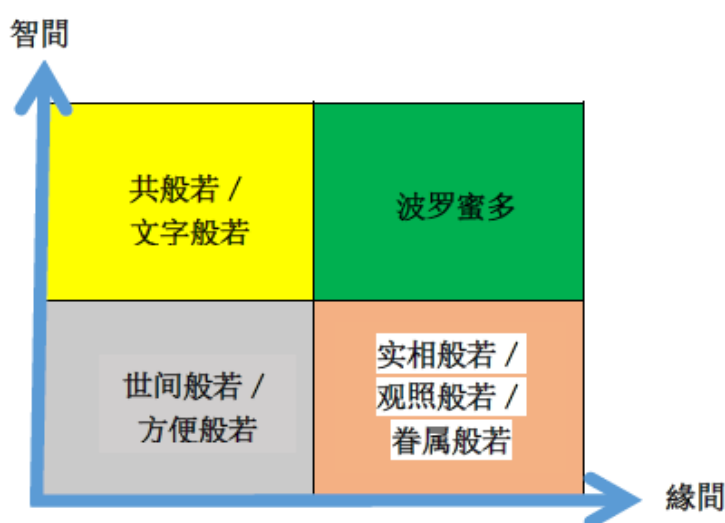 智間
共般若 /
文字般若
波罗蜜多
世间般若 /
方便般若
实相般若 /
观照般若 /
眷属般若
緣間